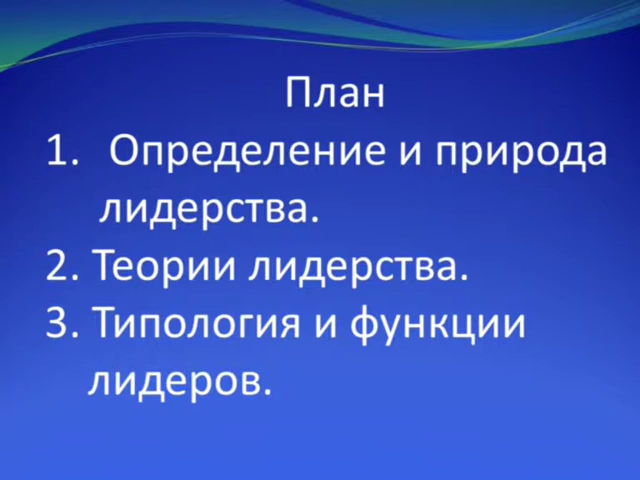 План
1. Определение и природа
лидерства.
2. Теории лидерства.
3. Типология и функции
лидеров.